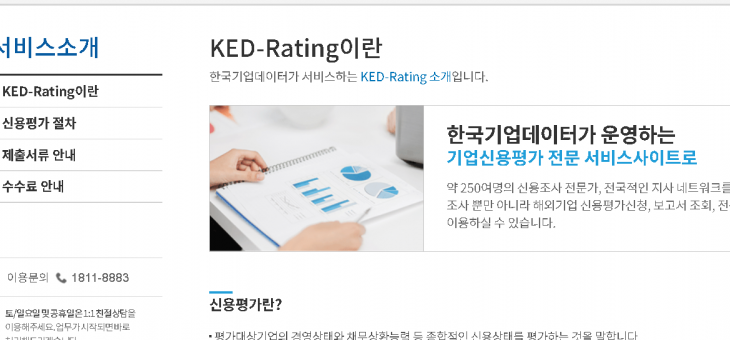 서비스소개
KED-Rating이란
신용평가 절차
제출서류 안내
수수료 안내
이용문의 1811-8883
토/일요일 및 공휴일은 1:1 친절상담을
이용해주세요. 업무가 시작되면 바로
KED-Rating이란
한국기업데이터가 서비스하는 KED-Rating 소개입니다.
한국기업데이터가 운영하는
기업신용평가 전문 서비스사이트로
약 250여명의 신용조사 전문가, 전국적인 지사 네트워크를
조사 뿐만 아니라 해외기업 신용평가신청, 보고서 조회,
이용하실 수 있습니다.
신용평가란?
• 평가대상기업의 경영상태와 채무상환능력 등 종합적인 신용상태를 평가하는 것을 말합니다